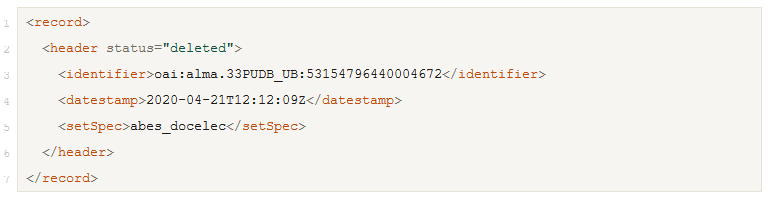 1 <record>
2   <header status="deleted">
3     <identifier>oai:alma.33PUDB_UB:53154796440004672</identifier>
4     <datestamp>2020-04-21T12:12:09Z</datestamp>
5     <setSpec>abes_docelec</setSpec>
6   </header>
7 </record>